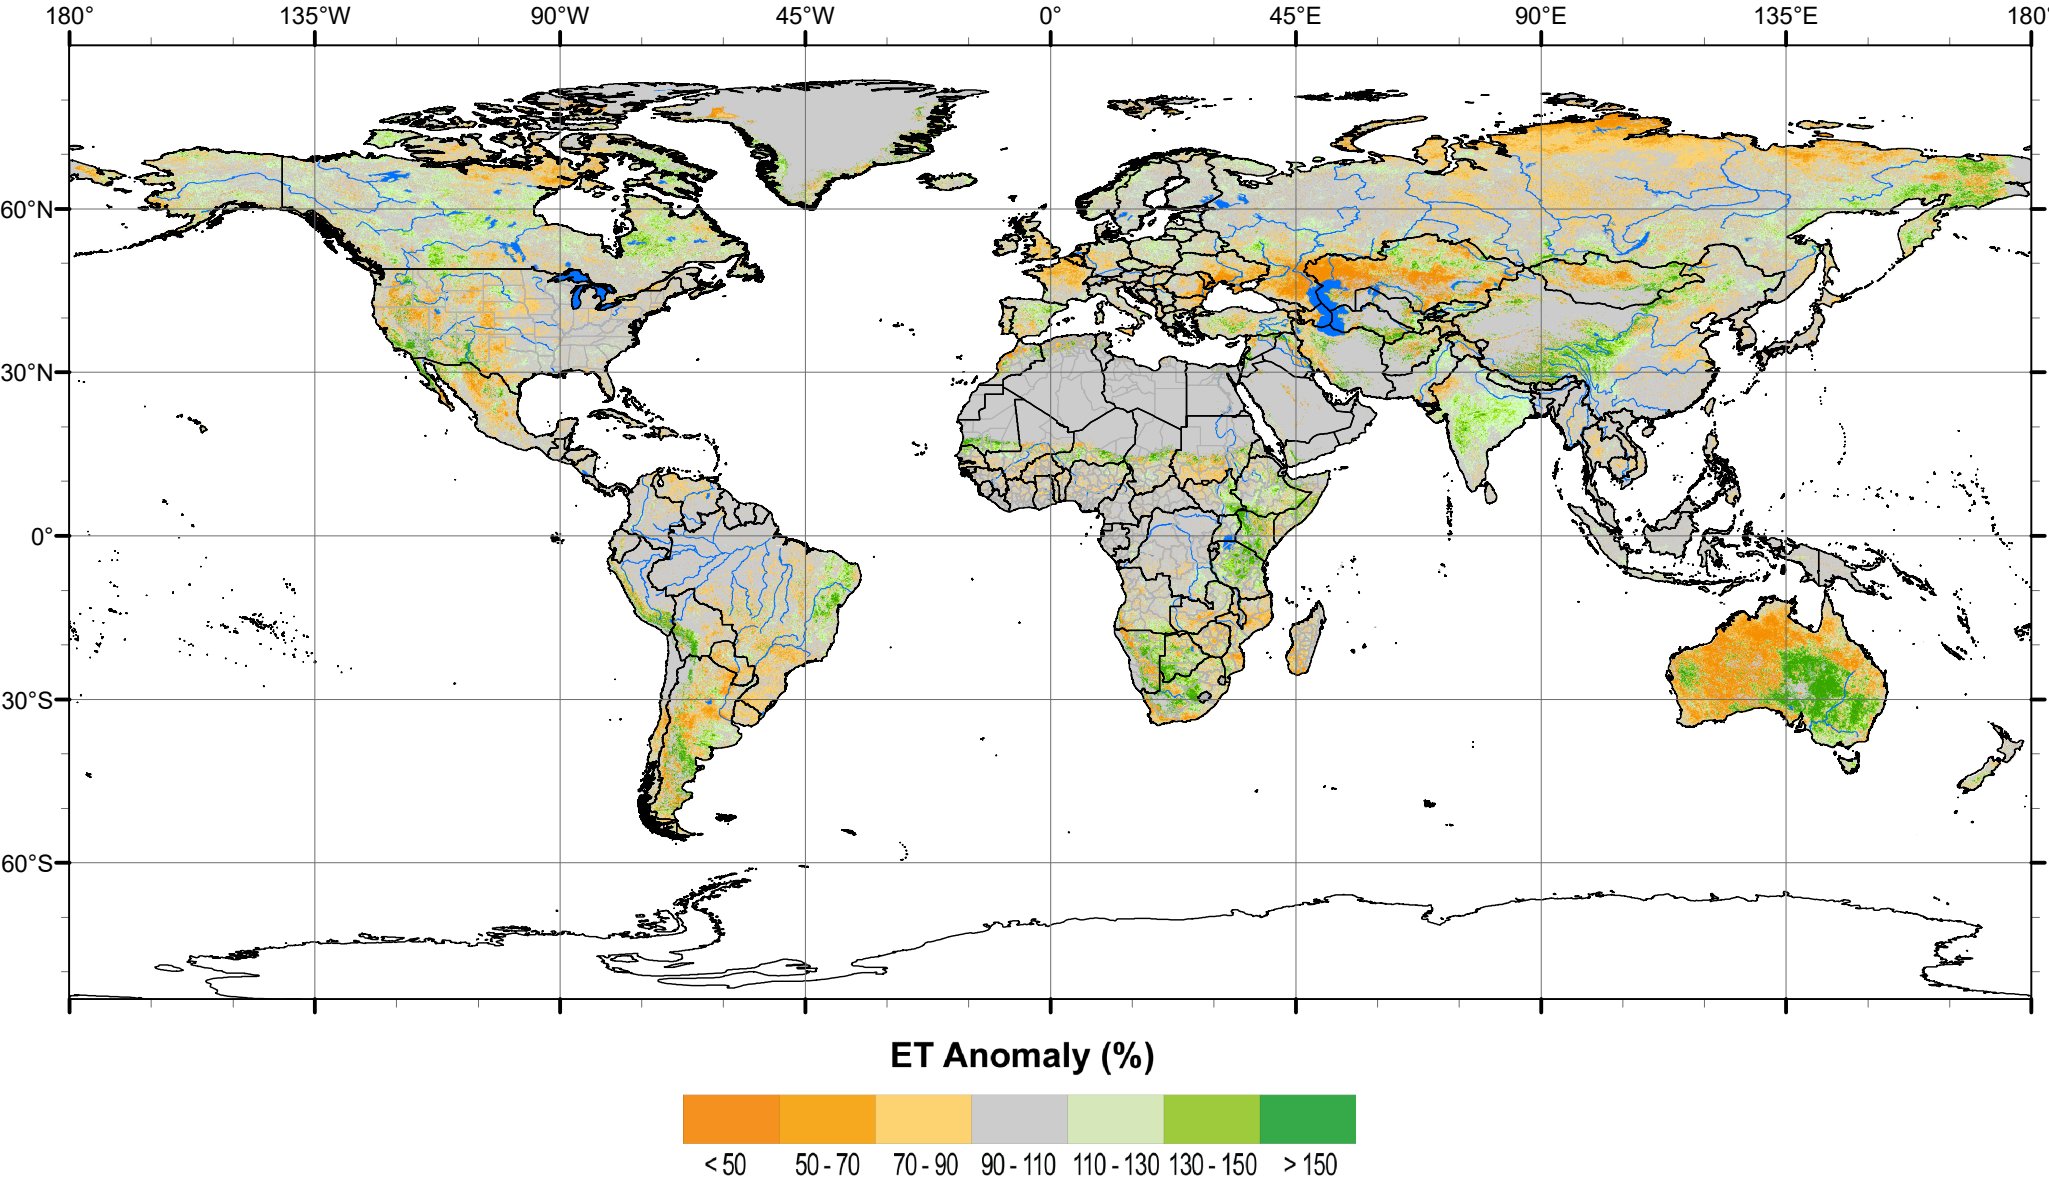 180° 135°W 90°W 45°W 0° 45°E 90°E 135°E 180°
60°N
30°N
0°
30°S
60°S
ET Anomaly (%)
< 50 50 - 70 70 - 90 90 - 110 110 - 130 130 - 150 > 150